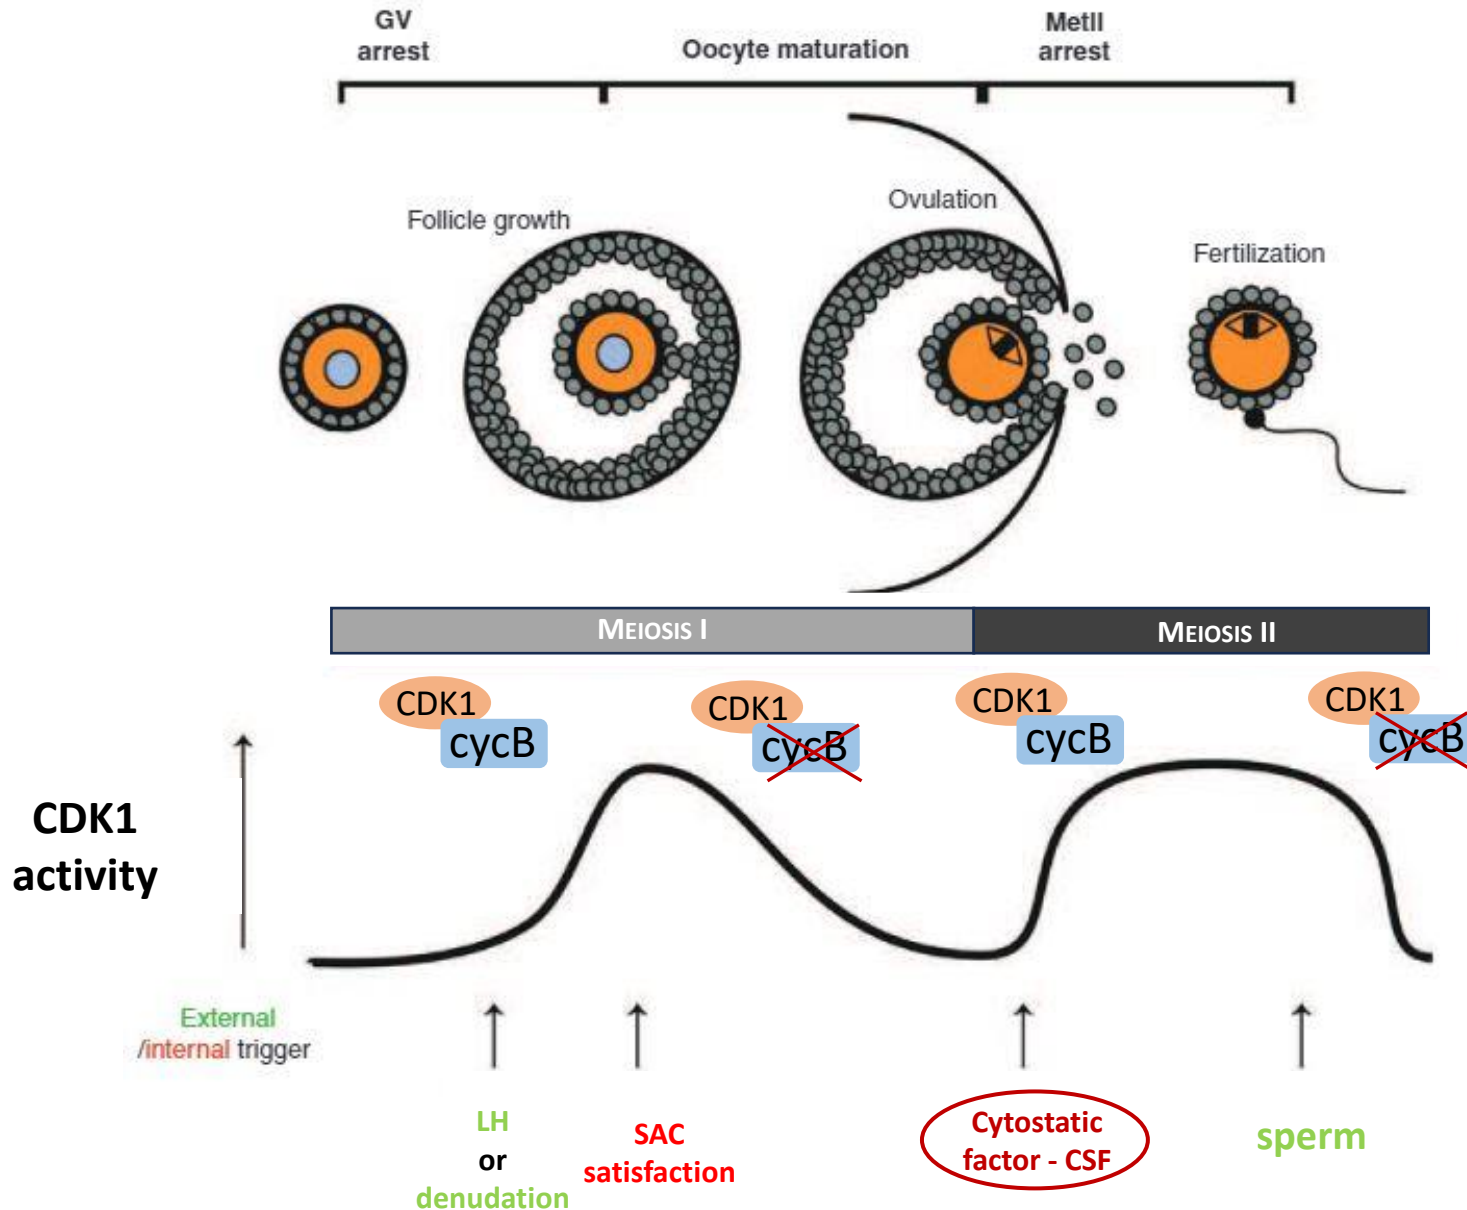 GV
arrest
Oocyte maturation
MetII
arrest
Follicle growth
Ovulation
Fertilization
MEIOSIS I
MEIOSIS II
CDK1
cycB
CDK1
cycB
CDK1
cycB
CDK1
cycB
CDK1
activity
External
/internal trigger
LH
or
denudation
SAC
satisfaction
Cytostatic
factor - CSF
sperm